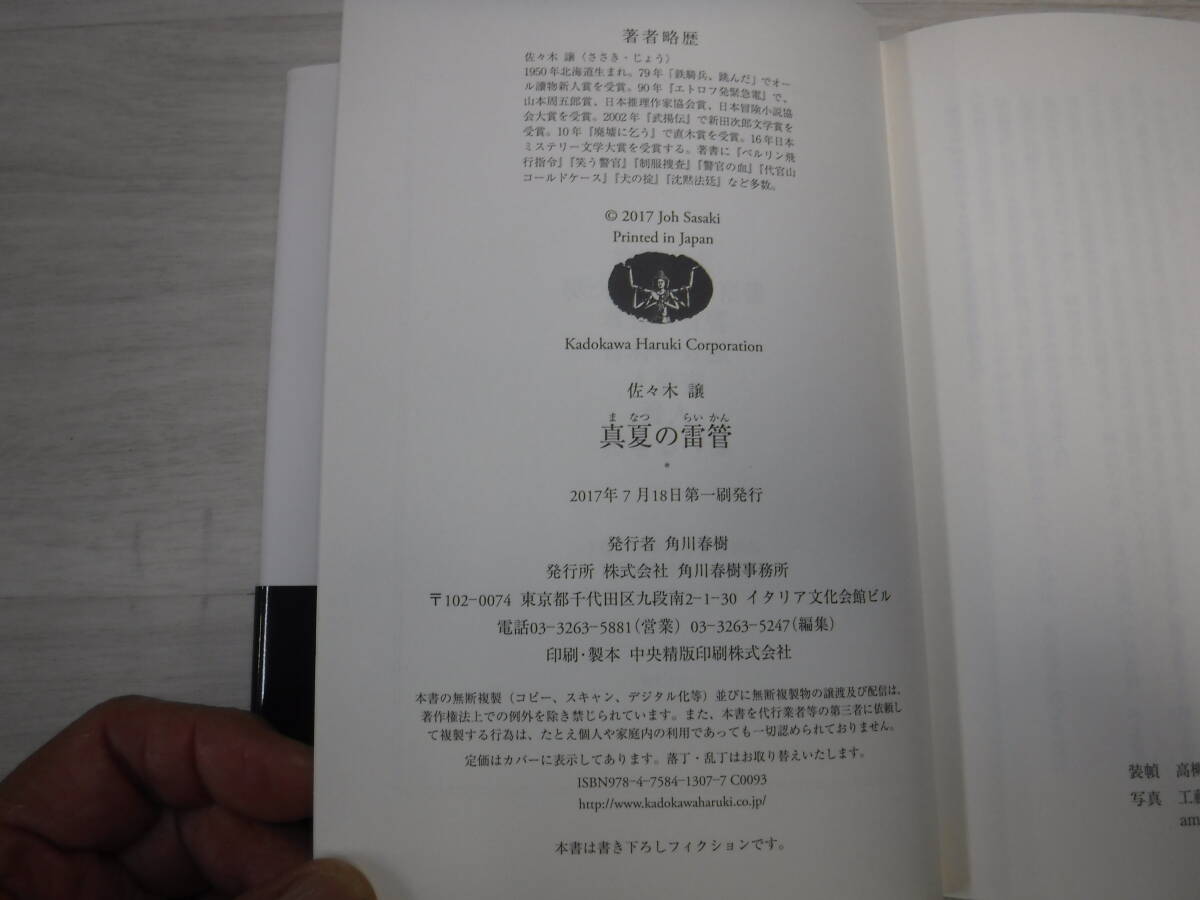 著者略歴
佐々木 譲（ささき・じょう）
1950年北海道生まれ。79年『鉄騎兵、跳んだ』でオー
ル讀物新人賞を受賞。90年『エトロフ発緊急電』で、
山本周五郎賞、日本推理作家協会賞、日本冒険小説協
会大賞を受賞。2002年『武揚伝』で新田次郎文学賞を
受賞。10年『廃墟に乞う』で直木賞を受賞。16年日本
ミステリー文学大賞を受賞する。著書に『ベルリン飛
行指令』『笑う警官』『制服捜査』『警官の血』『代官山
コールドケース』『犬の掟』『沈黙法廷』など多数。
© 2017 Joh Sasaki
Printed in Japan
Kadokawa Haruki Corporation
佐々木 譲
ま なつ らい かん
真夏の雷管
*
2017年7月18日第一刷発行
発行者 角川春樹
発行所 株式会社 角川春樹事務所
〒102-0074 東京都千代田区九段南2-1-30 イタリア文化会館ビル
電話03-3263-5881（営業） 03-3263-5247（編集）
印刷・製本 中央精版印刷株式会社
本書の無断複製（コピー、スキャン、デジタル化等）並びに無断複製物の譲渡及び配信は、
著作権法上での例外を除き禁じられています。また、本書を代行業者等の第三者に依頼し
て複製する行為は、たとえ個人や家庭内の利用であっても一切認められておりません。
定価はカバーに表示してあります。落丁・乱丁はお取り替えいたします。
ISBN978-4-7584-1307-7 C0093
http://www.kadokawaharuki.co.jp/
本書は書き下ろしフィクションです。
装幀 高柳
写真 工藤
am